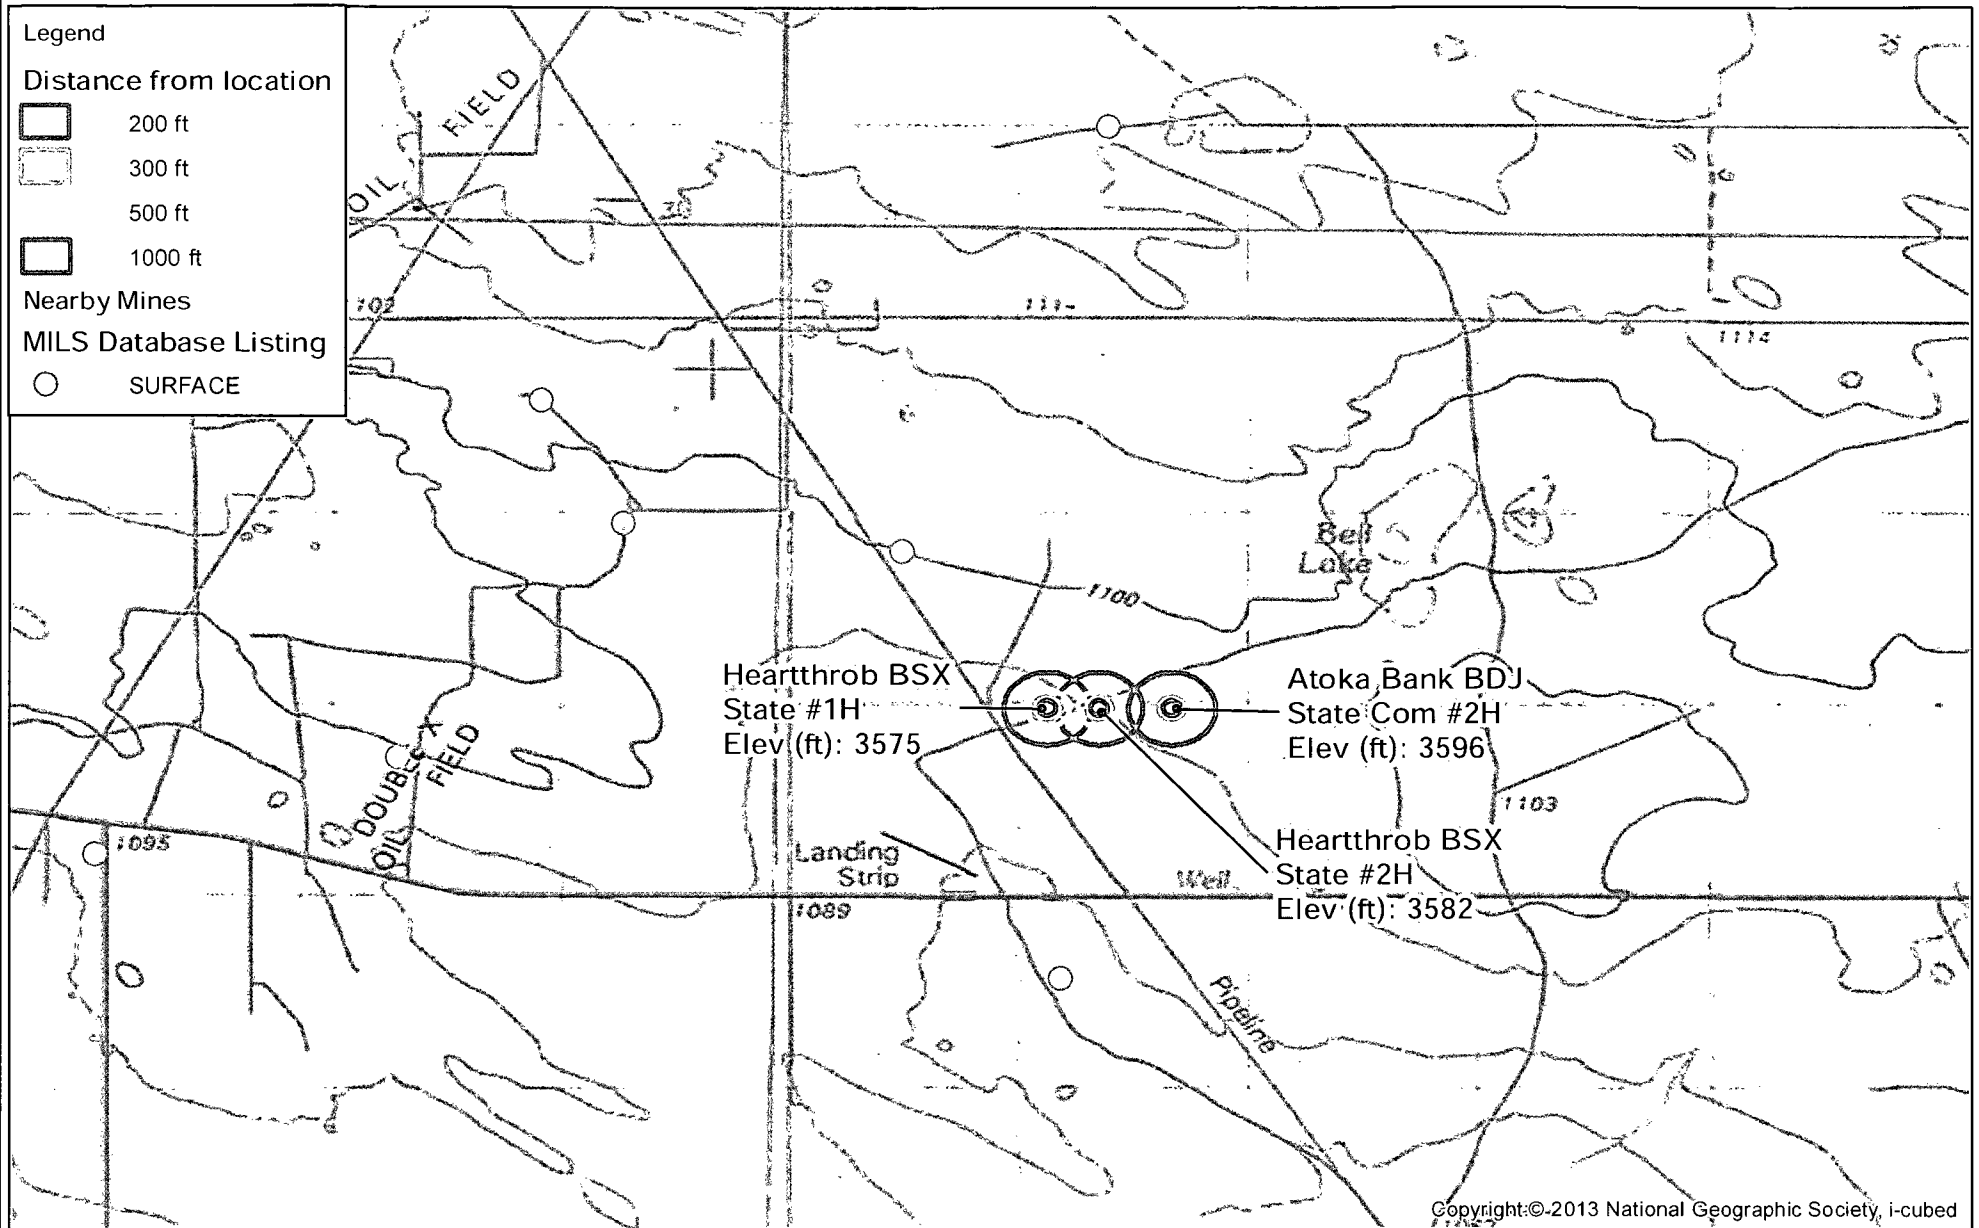 Legend
Distance from location
200 ft
300 ft
500 ft
1000 ft
Nearby Mines
MILS Database Listing
SURFACE
OIL FIELD
1102
1114
Bell
Lake
1100
Heartthrob BSX
State #1H
Elev (ft): 3575
Atoka Bank BDJ
State Com #2H
Elev (ft): 3596
DOUBLE X
OIL FIELD
1103
1095
Landing
Strip
Well
Heartthrob BSX
State #2H
Elev (ft): 3582
1089
Pipeline
Copyright:© 2013 National Geographic Society, i-cubed